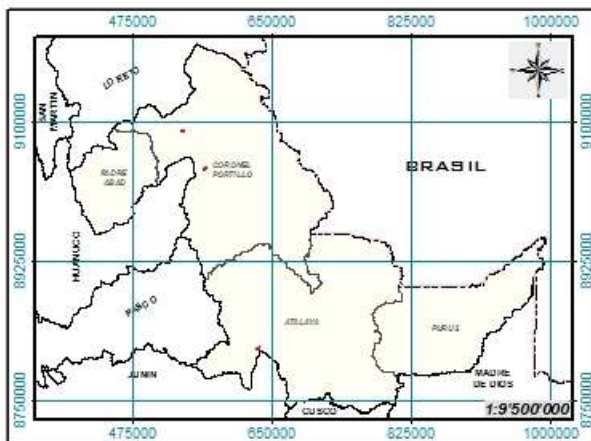 475000 650000 825000 1000000
LORETO
SAN
MARTIN
9100000 9100000
PADRE
ABAD
CORONEL
PORTILLO
BRASIL
HUANUCO
8925000 8925000
PASCO
ATALAYA
PURUS
JUNIN
MADRE
DE DIOS
CUSCO
1:9'500'000
8750000 8750000
475000 650000 825000 1000000